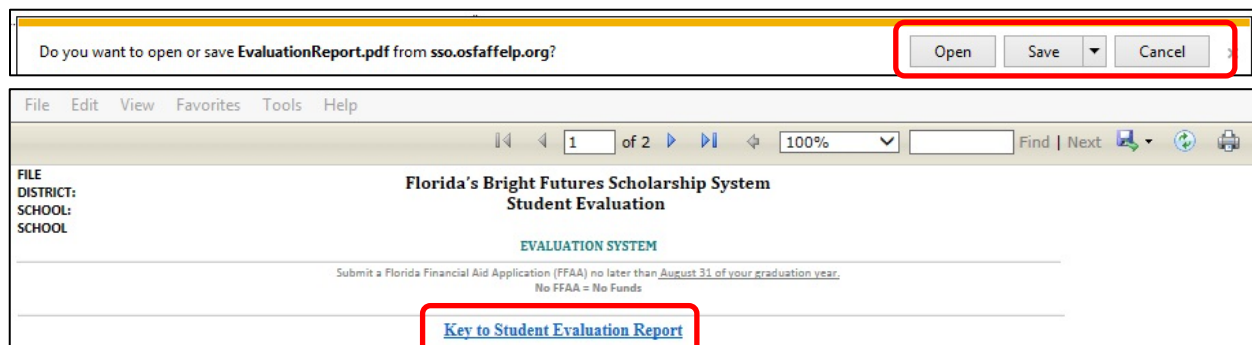 Do you want to open or save EvaluationReport.pdf from sso.osfaffelp.org? Open Save Cancel x
File Edit View Favorites Tools Help
1 of 2 100% Find | Next
FILE
DISTRICT:
SCHOOL:
SCHOOL
Florida's Bright Futures Scholarship System
Student Evaluation
EVALUATION SYSTEM
Submit a Florida Financial Aid Application (FFAA) no later than August 31 of your graduation year.
No FFAA = No Funds
Key to Student Evaluation Report